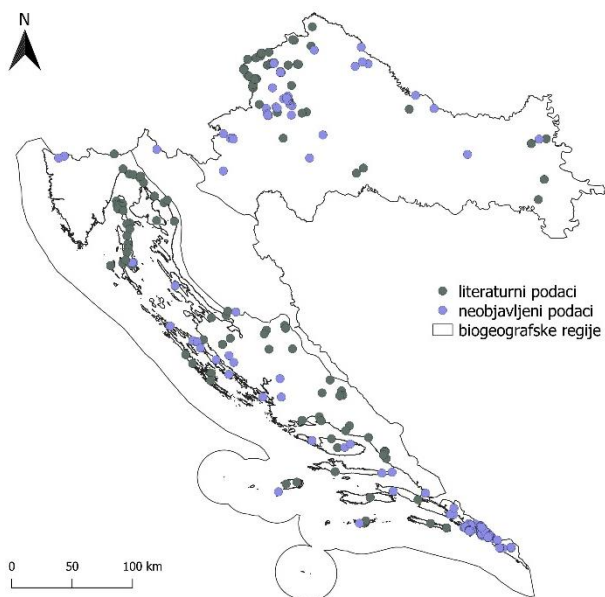 N
literaturni podaci
neobjavljeni podaci
biogeografske regije
0 50 100 km